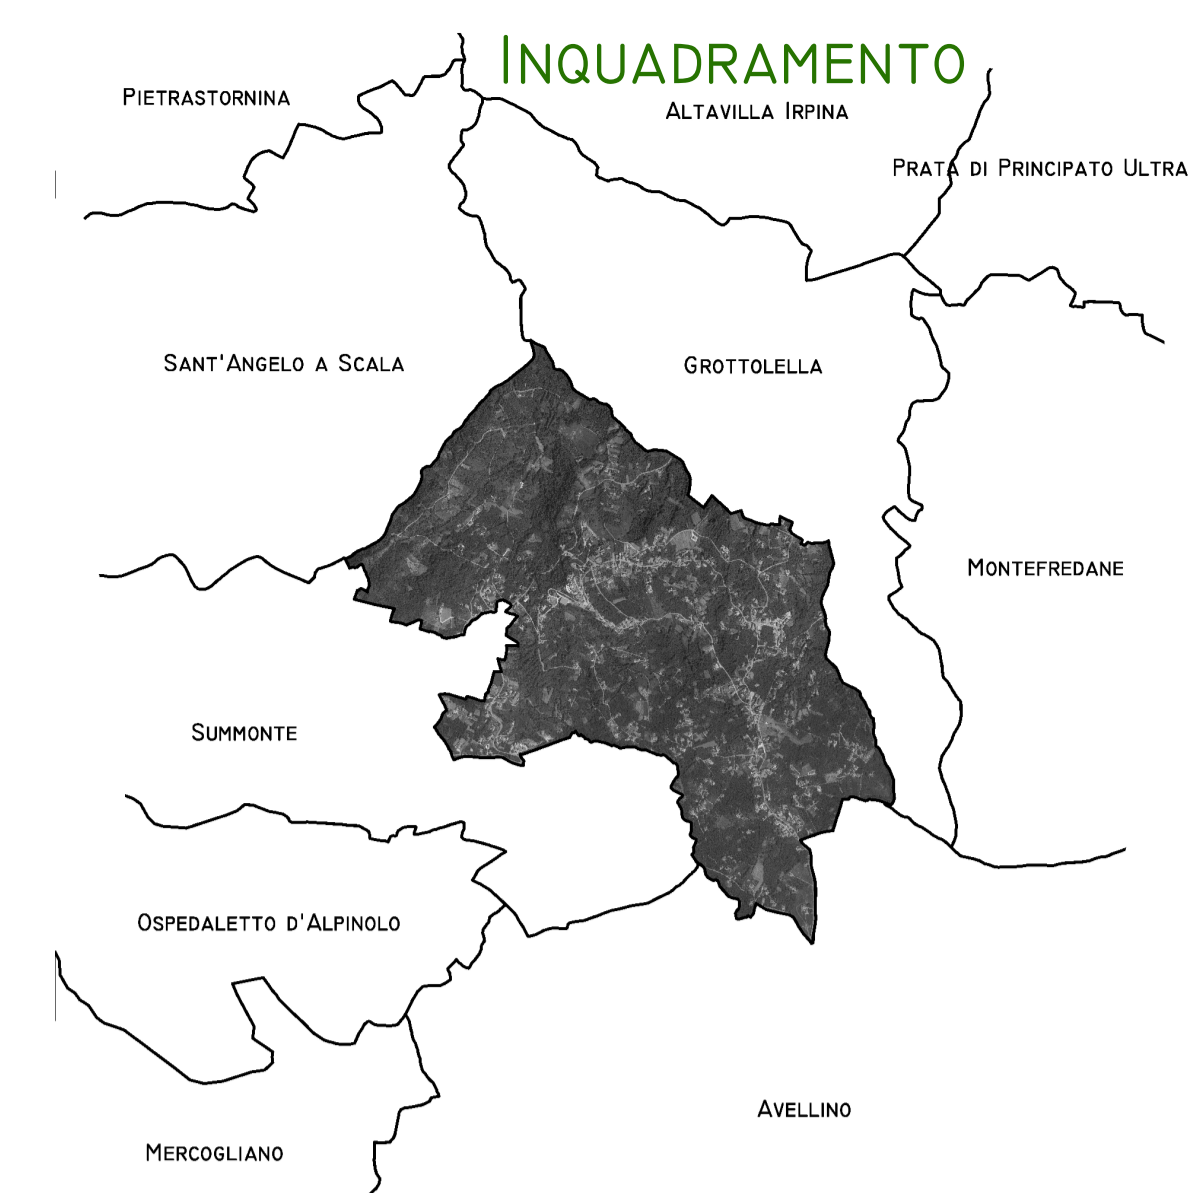 INQUADRAMENTO
PIETRASTORNINA
ALTAVILLA IRPINA
PRATA DI PRINCIPATO ULTRA
SANT'ANGELO A SCALA
GROTTOLELLA
MONTEFREDANE
SUMMONTE
OSPEDALETTO D'ALPINOLO
AVELLINO
MERCOGLIANO